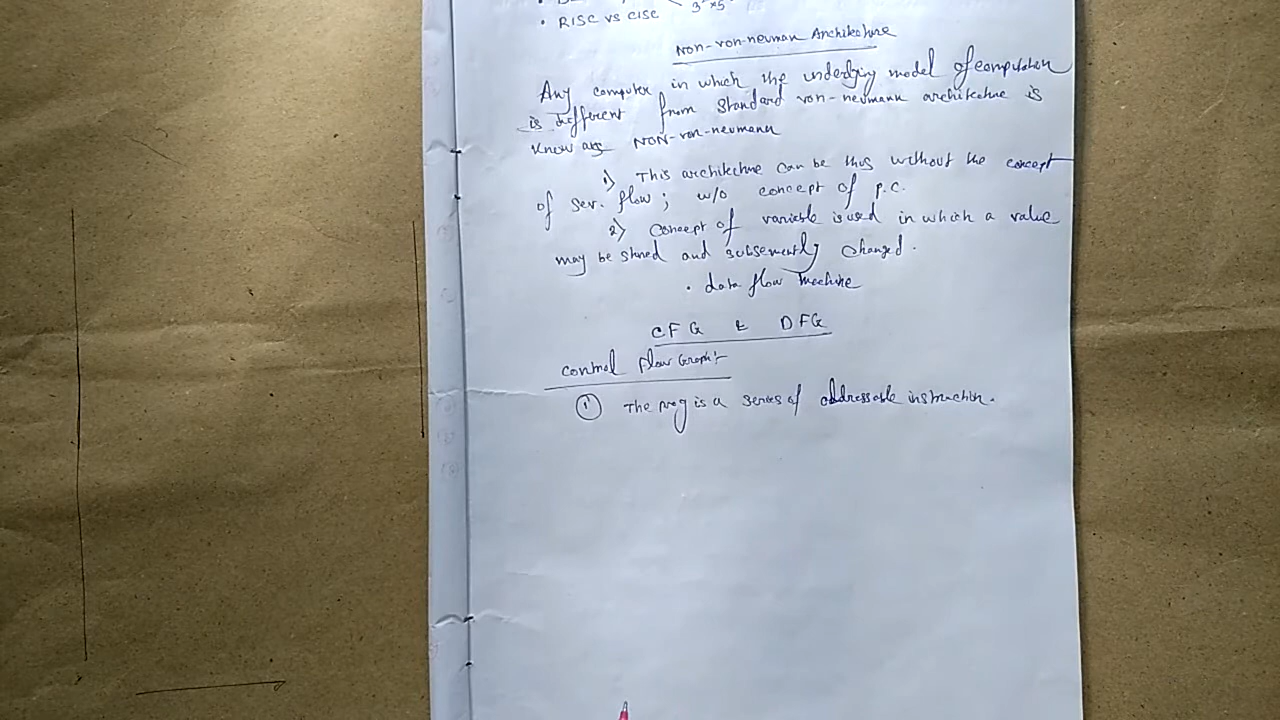 • RISC vs CISC 3 x5
Non-von-neuman Architecture
Any computer in which the underlying model of computation
is different from standard von-neumann architecture is
know as NON-von-neumann
1) This architecture can be thus without the concept
of sev. flow; w/o concept of p.c.
2) Concept of variable is used in which a value
may be stored and subsequently changed.
• data flow machine
CFG & DFG
Control Flow Graph:-
① The prog is a series of addressable instruction.